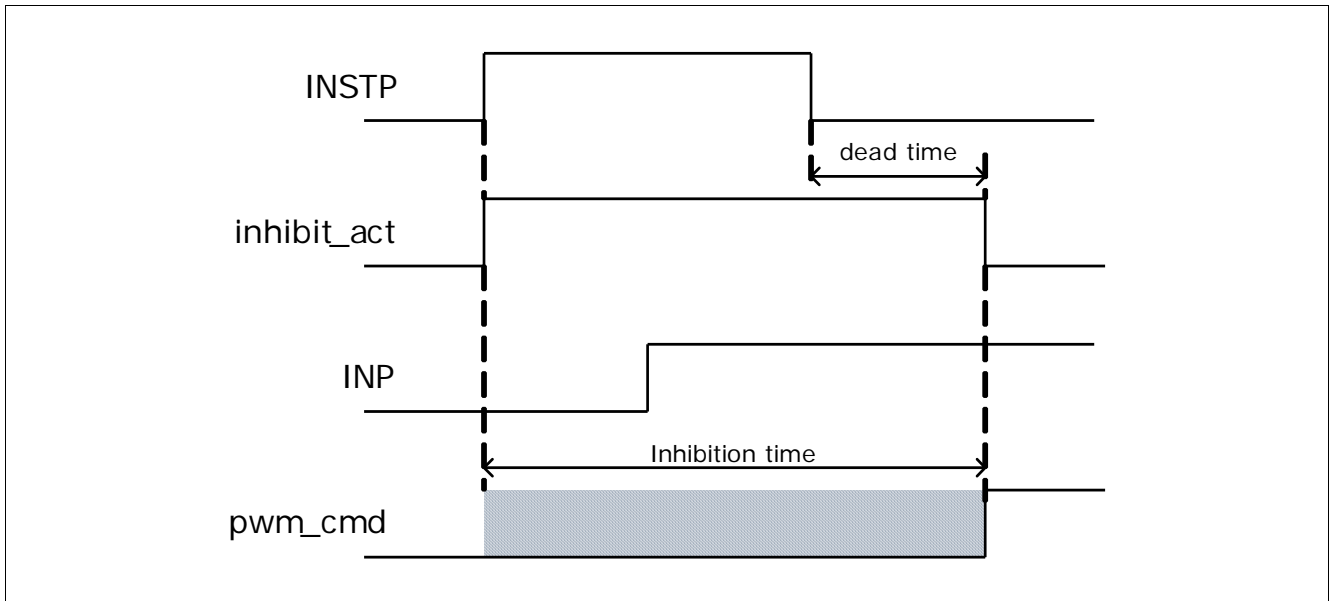 INSTP
dead time
inhibit_act
INP
Inhibition time
pwm_cmd